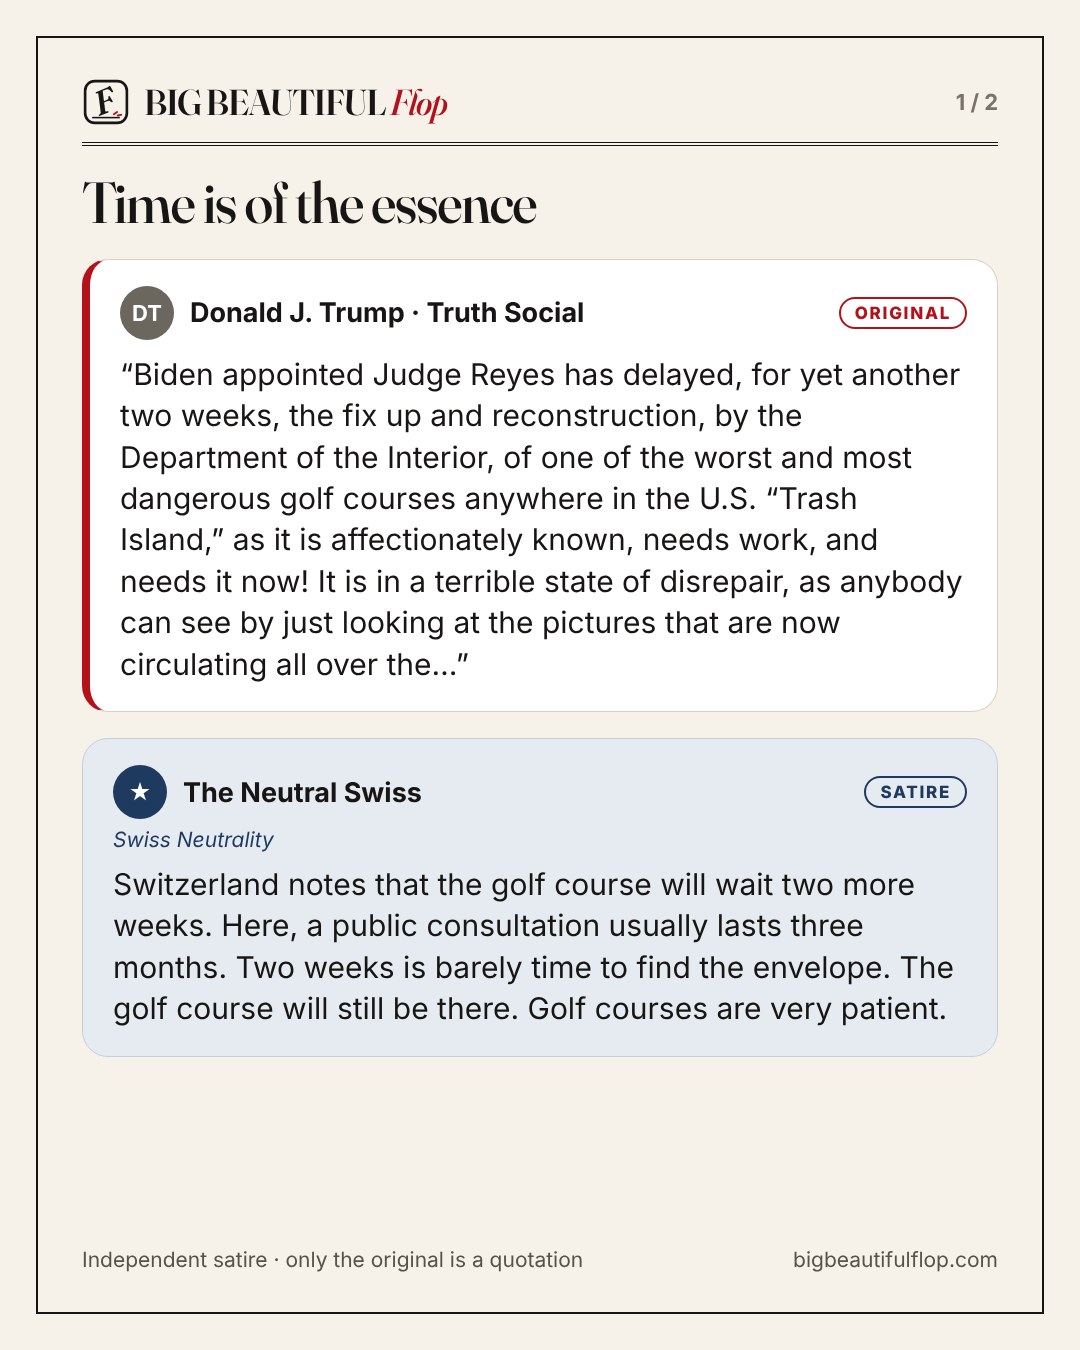 F
BIG BEAUTIFUL Flop
1 / 2
Time is of the essence
DT
Donald J. Trump · Truth Social
ORIGINAL
“Biden appointed Judge Reyes has delayed, for yet another
two weeks, the fix up and reconstruction, by the
Department of the Interior, of one of the worst and most
dangerous golf courses anywhere in the U.S. “Trash
Island,” as it is affectionately known, needs work, and
needs it now! It is in a terrible state of disrepair, as anybody
can see by just looking at the pictures that are now
circulating all over the…”
The Neutral Swiss
SATIRE
Swiss Neutrality
Switzerland notes that the golf course will wait two more
weeks. Here, a public consultation usually lasts three
months. Two weeks is barely time to find the envelope. The
golf course will still be there. Golf courses are very patient.
Independent satire · only the original is a quotation
bigbeautifulflop.com